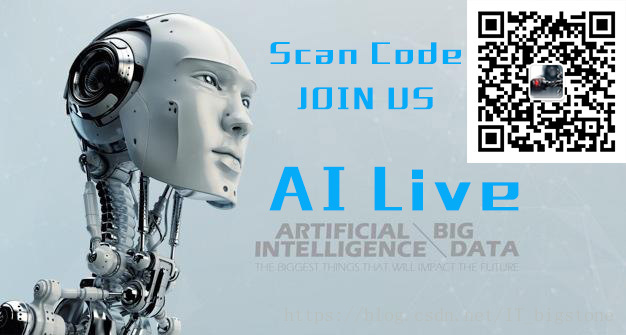 Scan Code
JOIN US
AI Live
ARTIFICIAL \ BIG
INTELLIGENCE \ DATA
THE BIGGEST THINGS THAT WILL IMPACT THE FUTURE